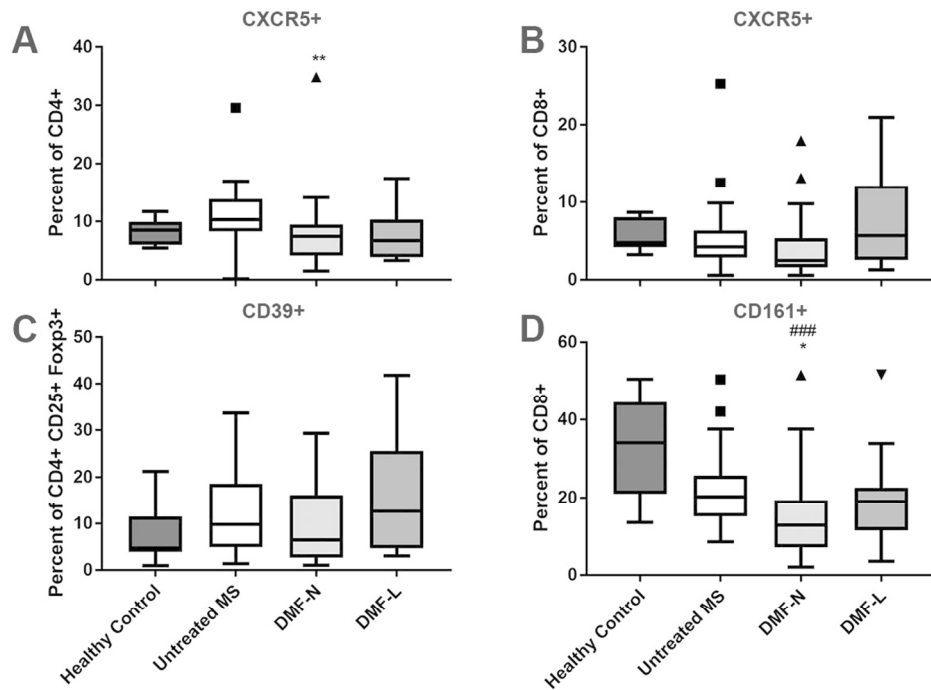 A
CXCR5+
Percent of CD4+
40
30
20
10
0
**
B
CXCR5+
Percent of CD8+
30
20
10
0
C
CD39+
Percent of CD4+ CD25+ Foxp3+
50
40
30
20
10
0
Healthy Control
Untreated MS
DMF-N
DMF-L
D
CD161+
Percent of CD8+
60
40
20
0
###
*
Healthy Control
Untreated MS
DMF-N
DMF-L